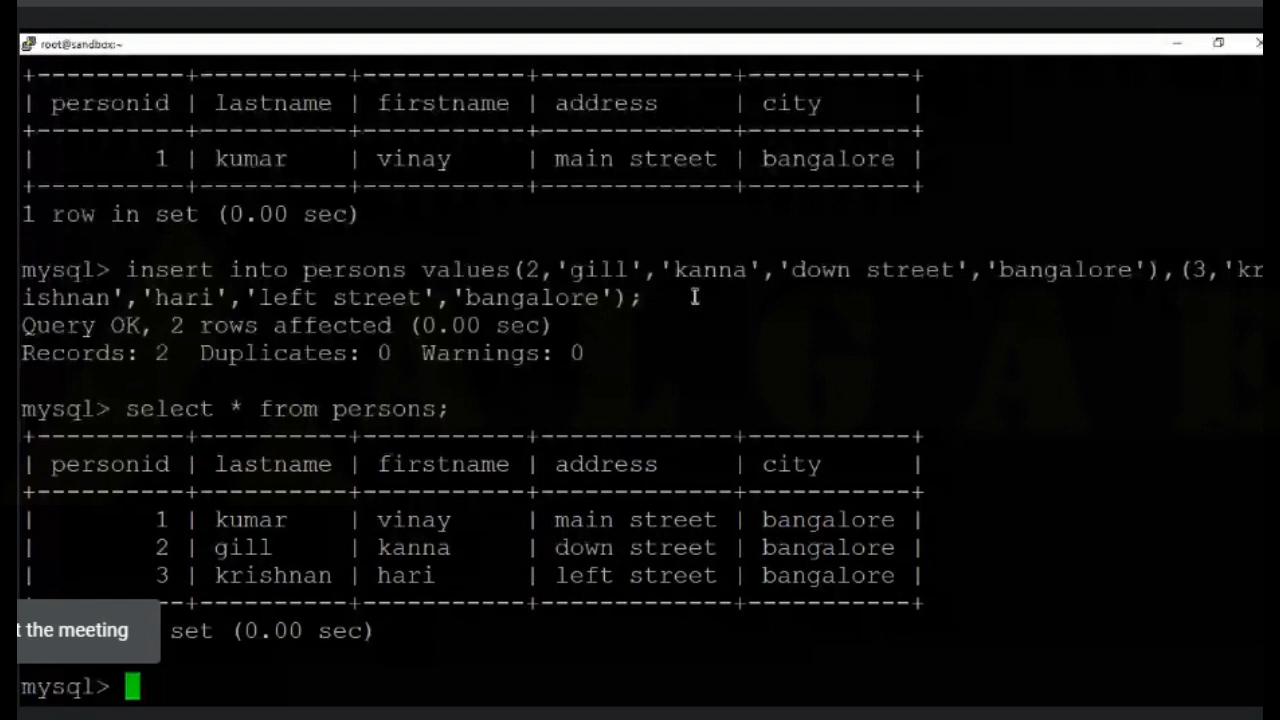 root@sandbox:~
+----------+----------+-----------+-------------+-----------+
| personid | lastname | firstname | address     | city      |
+----------+----------+-----------+-------------+-----------+
|        1 | kumar    | vinay     | main street | bangalore |
+----------+----------+-----------+-------------+-----------+
1 row in set (0.00 sec)
mysql> insert into persons values(2,'gill','kanna','down street','bangalore'),(3,'kr
ishnan','hari','left street','bangalore');
Query OK, 2 rows affected (0.00 sec)
Records: 2  Duplicates: 0  Warnings: 0
mysql> select * from persons;
+----------+----------+-----------+-------------+-----------+
| personid | lastname | firstname | address     | city      |
+----------+----------+-----------+-------------+-----------+
|        1 | kumar    | vinay     | main street | bangalore |
|        2 | gill     | kanna     | down street | bangalore |
|        3 | krishnan | hari      | left street | bangalore |
+----------+----------+-----------+-------------+-----------+
t the meeting
set (0.00 sec)
mysql>